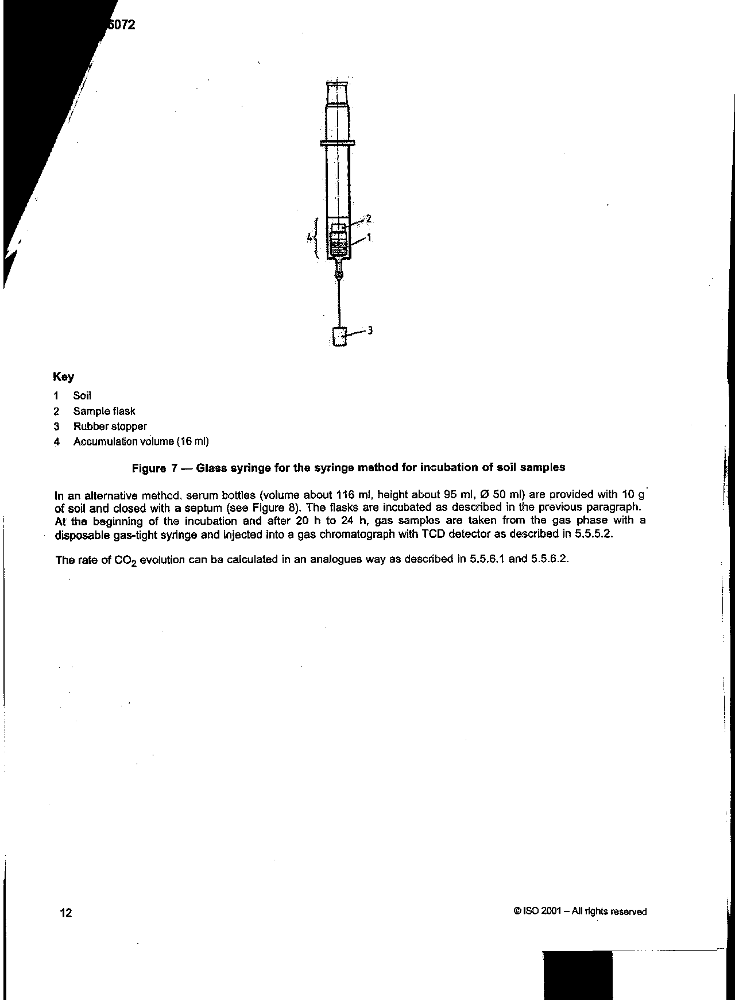 6072
2
4
1
3
Key
1 Soil
2 Sample flask
3 Rubber stopper
4 Accumulation volume (16 ml)
Figure 7 — Glass syringe for the syringe method for incubation of soil samples
In an alternative method, serum bottles (volume about 116 ml, height about 95 ml, Ø 50 ml) are provided with 10 g
of soil and closed with a septum (see Figure 8). The flasks are incubated as described in the previous paragraph.
At the beginning of the incubation and after 20 h to 24 h, gas samples are taken from the gas phase with a
disposable gas-tight syringe and injected into a gas chromatograph with TCD detector as described in 5.5.5.2.
The rate of CO₂ evolution can be calculated in an analogues way as described in 5.5.6.1 and 5.5.6.2.
12
© ISO 2001 – All rights reserved